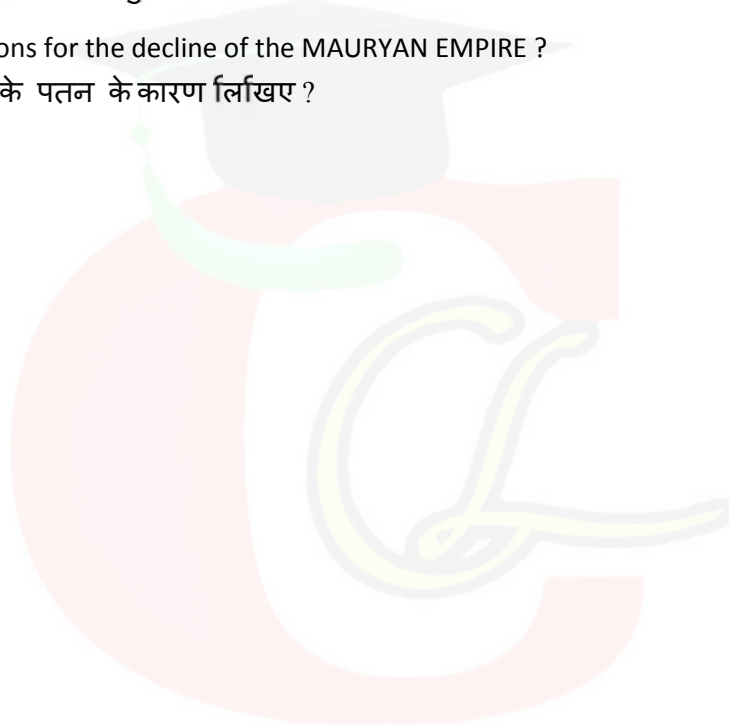 ons for the decline of the MAURYAN EMPIRE ?
के पतन के कारण लिखिए ?